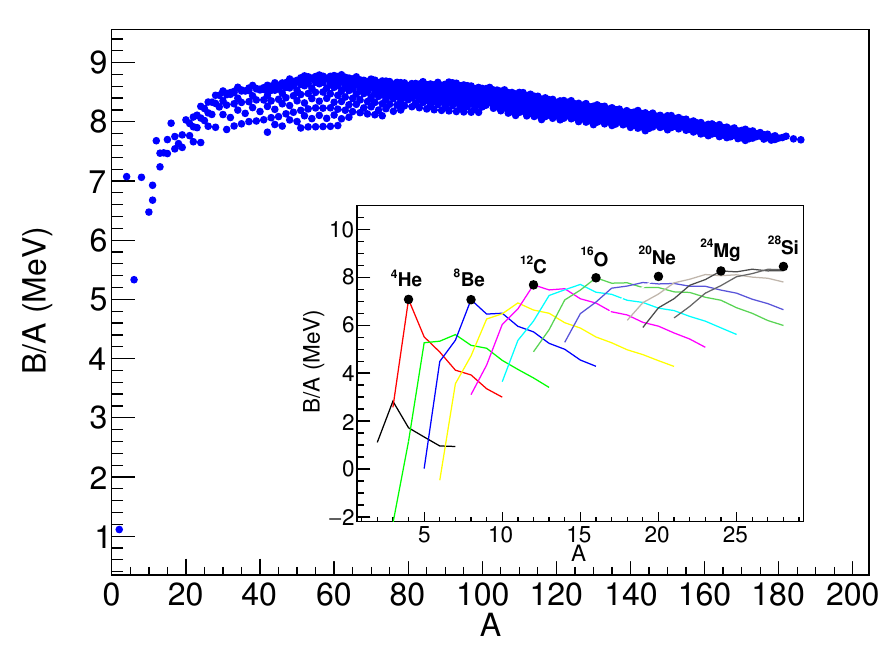 9
8
7
6
5
4
3
2
1
B/A (MeV)
0 20 40 60 80 100 120 140 160 180 200
A
10
8
6
4
2
0
−2
B/A (MeV)
5 10 15 20 25
A
⁴He
⁸Be
¹²C
¹⁶O
²⁰Ne
²⁴Mg
²⁸Si